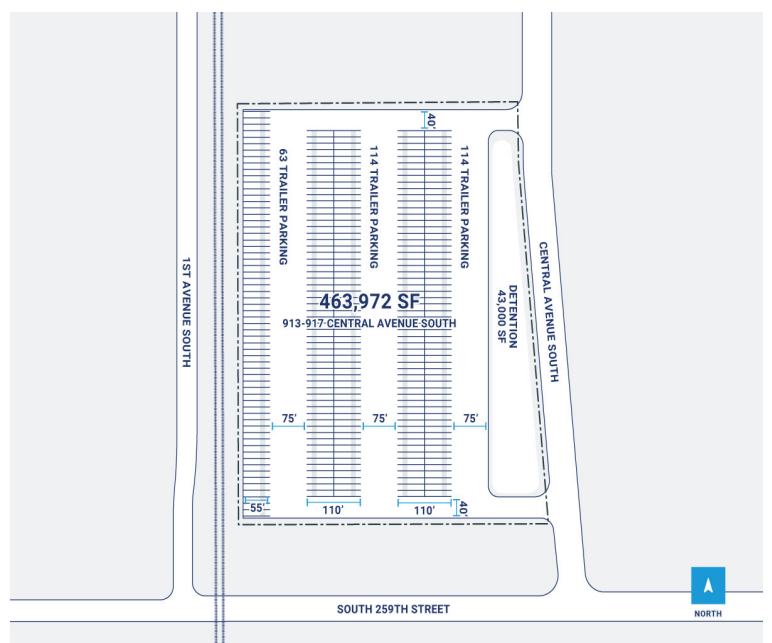 40'
63 TRAILER PARKING
114 TRAILER PARKING
114 TRAILER PARKING
1ST AVENUE SOUTH
CENTRAL AVENUE SOUTH
DETENTION
43,000 SF
463,972 SF
913-917 CENTRAL AVENUE SOUTH
75'
75'
75'
55'
110'
110'
40'
SOUTH 259TH STREET
NORTH